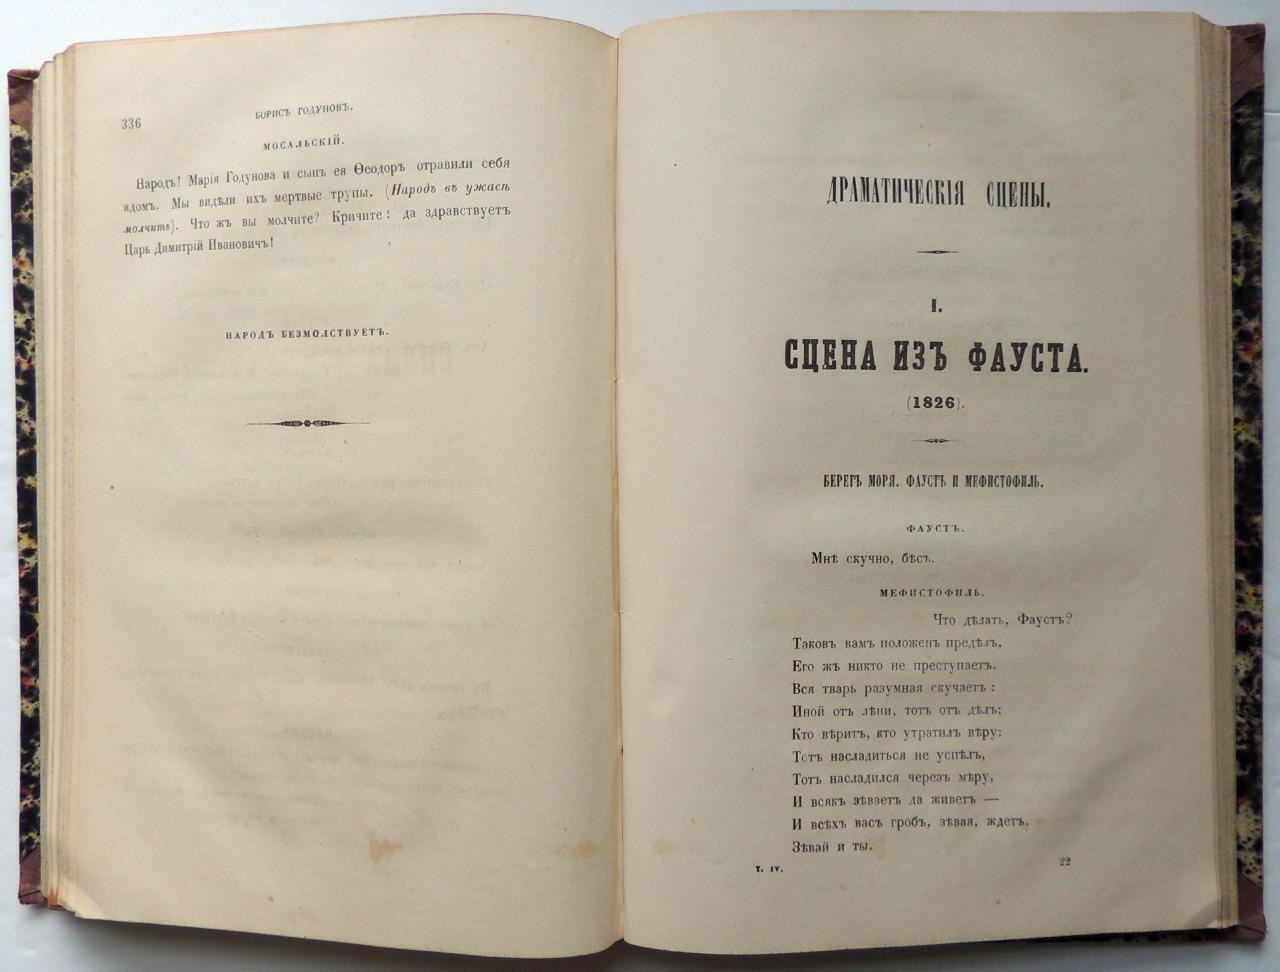 336
БОРИСЪ ГОДУНОВЪ.
МОСАЛЬСКІЙ.
Народъ! Марія Годунова и сынъ ея Ѳеодоръ отравили себя
ядомъ. Мы видѣли ихъ мертвые трупы. (Народъ въ ужасѣ
молчитъ). Что жъ вы молчите? Кричите: да здравствуетъ
Царь Димитрій Ивановичъ!
НАРОДЪ БЕЗМОЛСТВУЕТЪ.
ДРАМАТИЧЕСКІЯ СЦЕНЫ.
I.
СЦЕНА ИЗЪ ФАУСТА.
(1826).
БЕРЕГЪ МОРЯ. ФАУСТЪ И МЕФИСТОФИЛЬ.
ФАУСТЪ.
Мнѣ скучно, бѣсъ.
МЕФИСТОФИЛЬ.
Что дѣлать, Фаустъ?
Таковъ вамъ положенъ предѣлъ,
Его жъ никто не преступаетъ.
Вся тварь разумная скучаетъ:
Иной отъ лѣни, тотъ отъ дѣлъ;
Кто вѣритъ, кто утратилъ вѣру;
Тотъ насладиться не успѣлъ,
Тотъ насладился черезъ мѣру,
И всякъ зѣваетъ да живетъ —
И всѣхъ васъ гробъ, зѣвая, ждетъ.
Зѣвай и ты.
Т. IV.
22